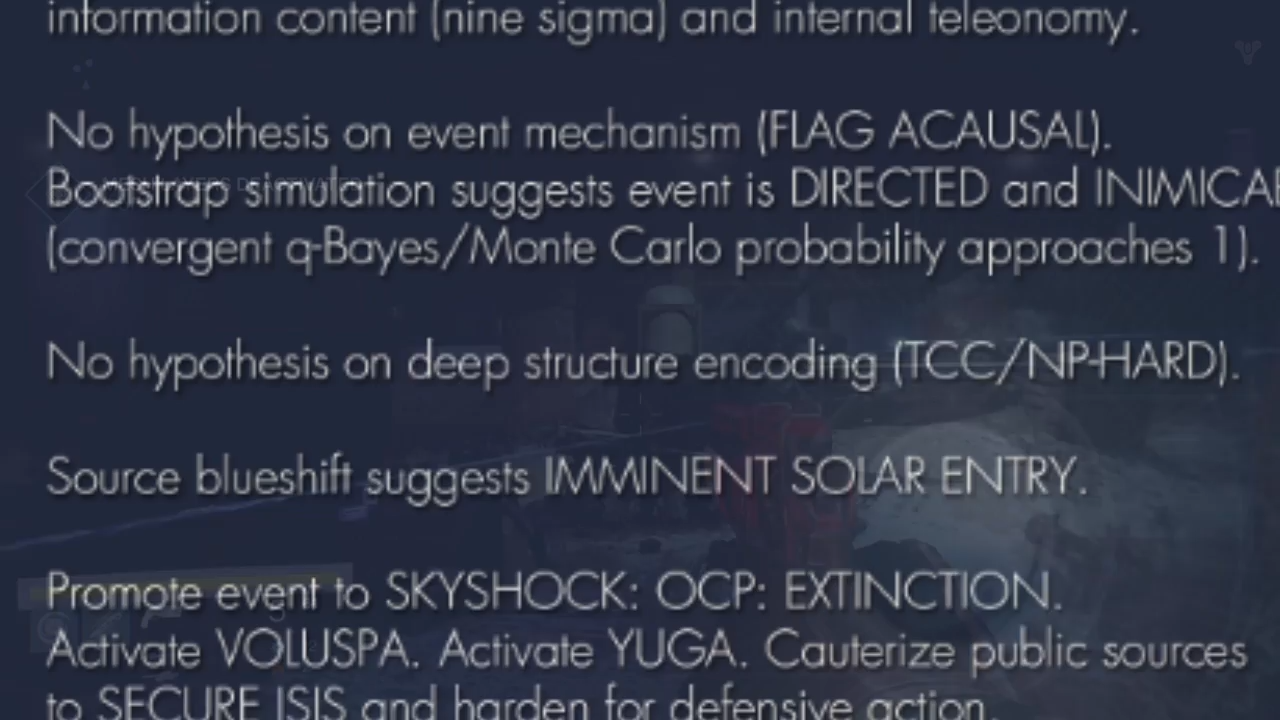 information content (nine sigma) and internal teleonomy.
No hypothesis on event mechanism (FLAG ACAUSAL).
Bootstrap simulation suggests event is DIRECTED and INIMICAL
(convergent q-Bayes/Monte Carlo probability approaches 1).
No hypothesis on deep structure encoding (TCC/NP-HARD).
Source blueshift suggests IMMINENT SOLAR ENTRY.
Promote event to SKYSHOCK: OCP: EXTINCTION.
Activate VOLUSPA. Activate YUGA. Cauterize public sources
to SECURE ISIS and harden for defensive action.